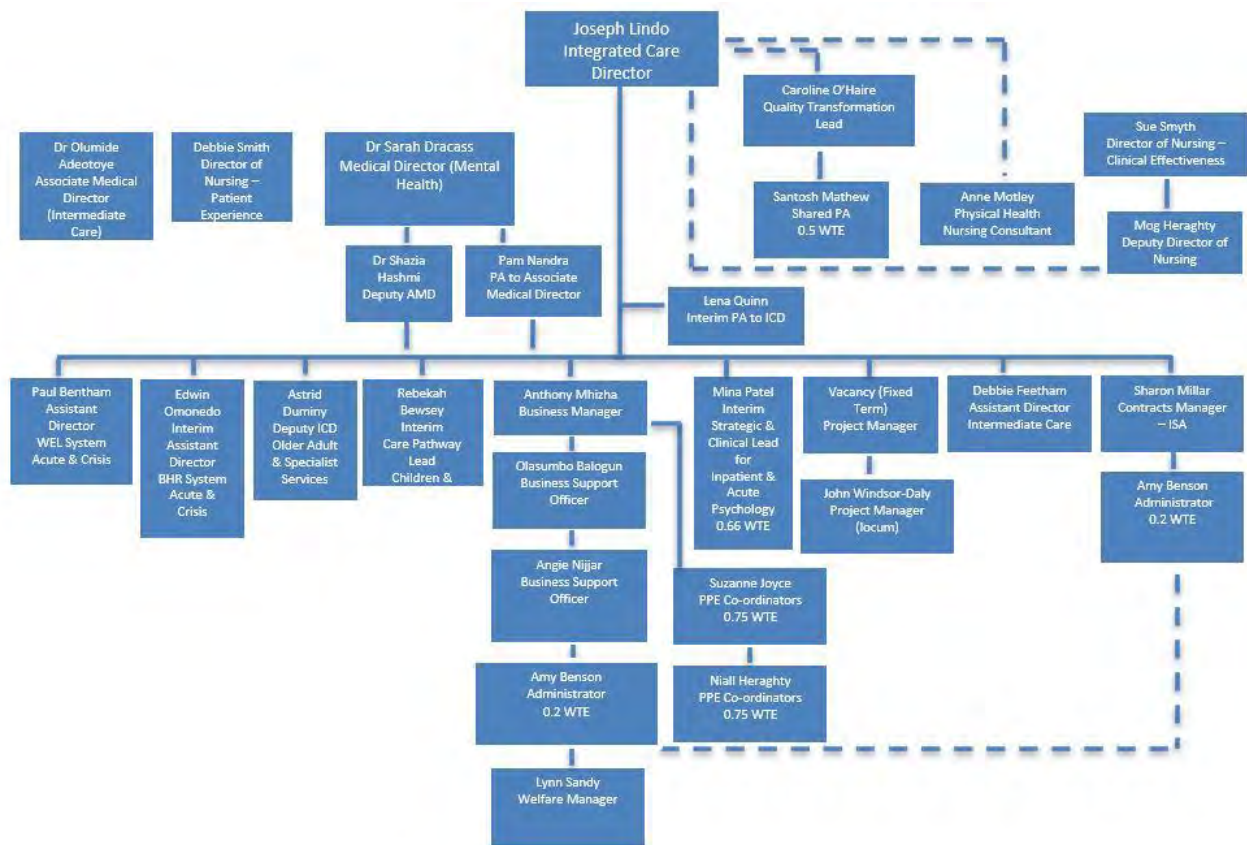 Joseph Lindo
Integrated Care
Director
Caroline O'Haire
Quality Transformation
Lead
Sue Smyth
Director of Nursing –
Clinical Effectiveness
Dr Olumide
Adeotoye
Associate Medical
Director
(Intermediate
Care)
Debbie Smith
Director of
Nursing –
Patient
Experience
Dr Sarah Dracass
Medical Director (Mental
Health)
Santosh Mathew
Shared PA
0.5 WTE
Anne Motley
Physical Health
Nursing Consultant
Mog Heraghty
Deputy Director of
Nursing
Dr Shazia
Hashmi
Deputy AMD
Pam Nandra
PA to Associate
Medical Director
Lena Quinn
Interim PA to ICD
Paul Bentham
Assistant
Director
WEL System
Acute & Crisis
Edwin
Omonedo
Interim
Assistant
Director
BHR System
Acute &
Crisis
Astrid
Duminy
Deputy ICD
Older Adult
& Specialist
Services
Rebekah
Bewsey
Interim
Care Pathway
Lead
Children &
Anthony Mhizha
Business Manager
Mina Patel
Interim
Strategic &
Clinical Lead
for
Inpatient &
Acute
Psychology
0.66 WTE
Vacancy (Fixed
Term)
Project Manager
Debbie Feetham
Assistant Director
Intermediate Care
Sharon Millar
Contracts Manager
– ISA
Olasumbo Balogun
Business Support
Officer
John Windsor-Daly
Project Manager
(locum)
Amy Benson
Administrator
0.2 WTE
Angie Nijjar
Business Support
Officer
Suzanne Joyce
PPE Co-ordinators
0.75 WTE
Amy Benson
Administrator
0.2 WTE
Niall Heraghty
PPE Co-ordinators
0.75 WTE
Lynn Sandy
Welfare Manager